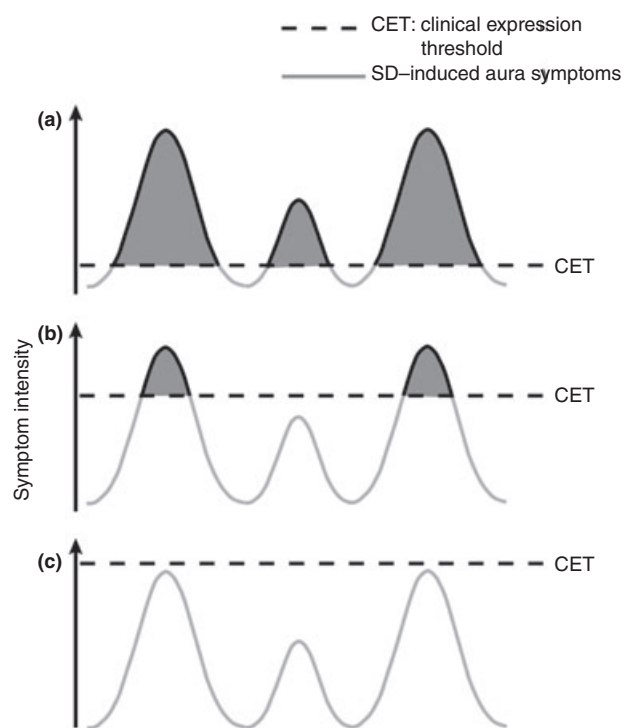 CET: clinical expression
threshold
SD–induced aura symptoms
(a)
CET
(b)
CET
Symptom intensity
(c)
CET